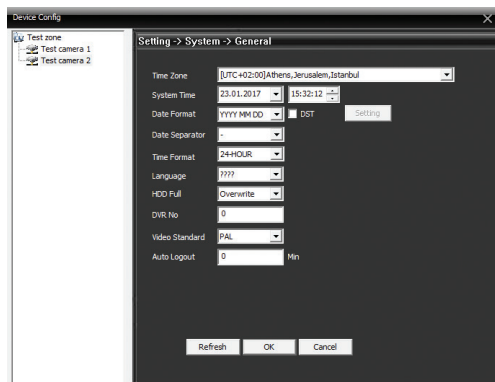 Device Config
Test zone
Test camera 1
Test camera 2
Setting -> System -> General
Time Zone [UTC+02:00]Athens,Jerusalem,Istanbul
System Time 23.01.2017 15:32:12
Date Format YYYY MM DD DST Setting
Date Separator -
Time Format 24-HOUR
Language ????
HDD Full Overwrite
DVR No 0
Video Standard PAL
Auto Logout 0 Min
Refresh OK Cancel